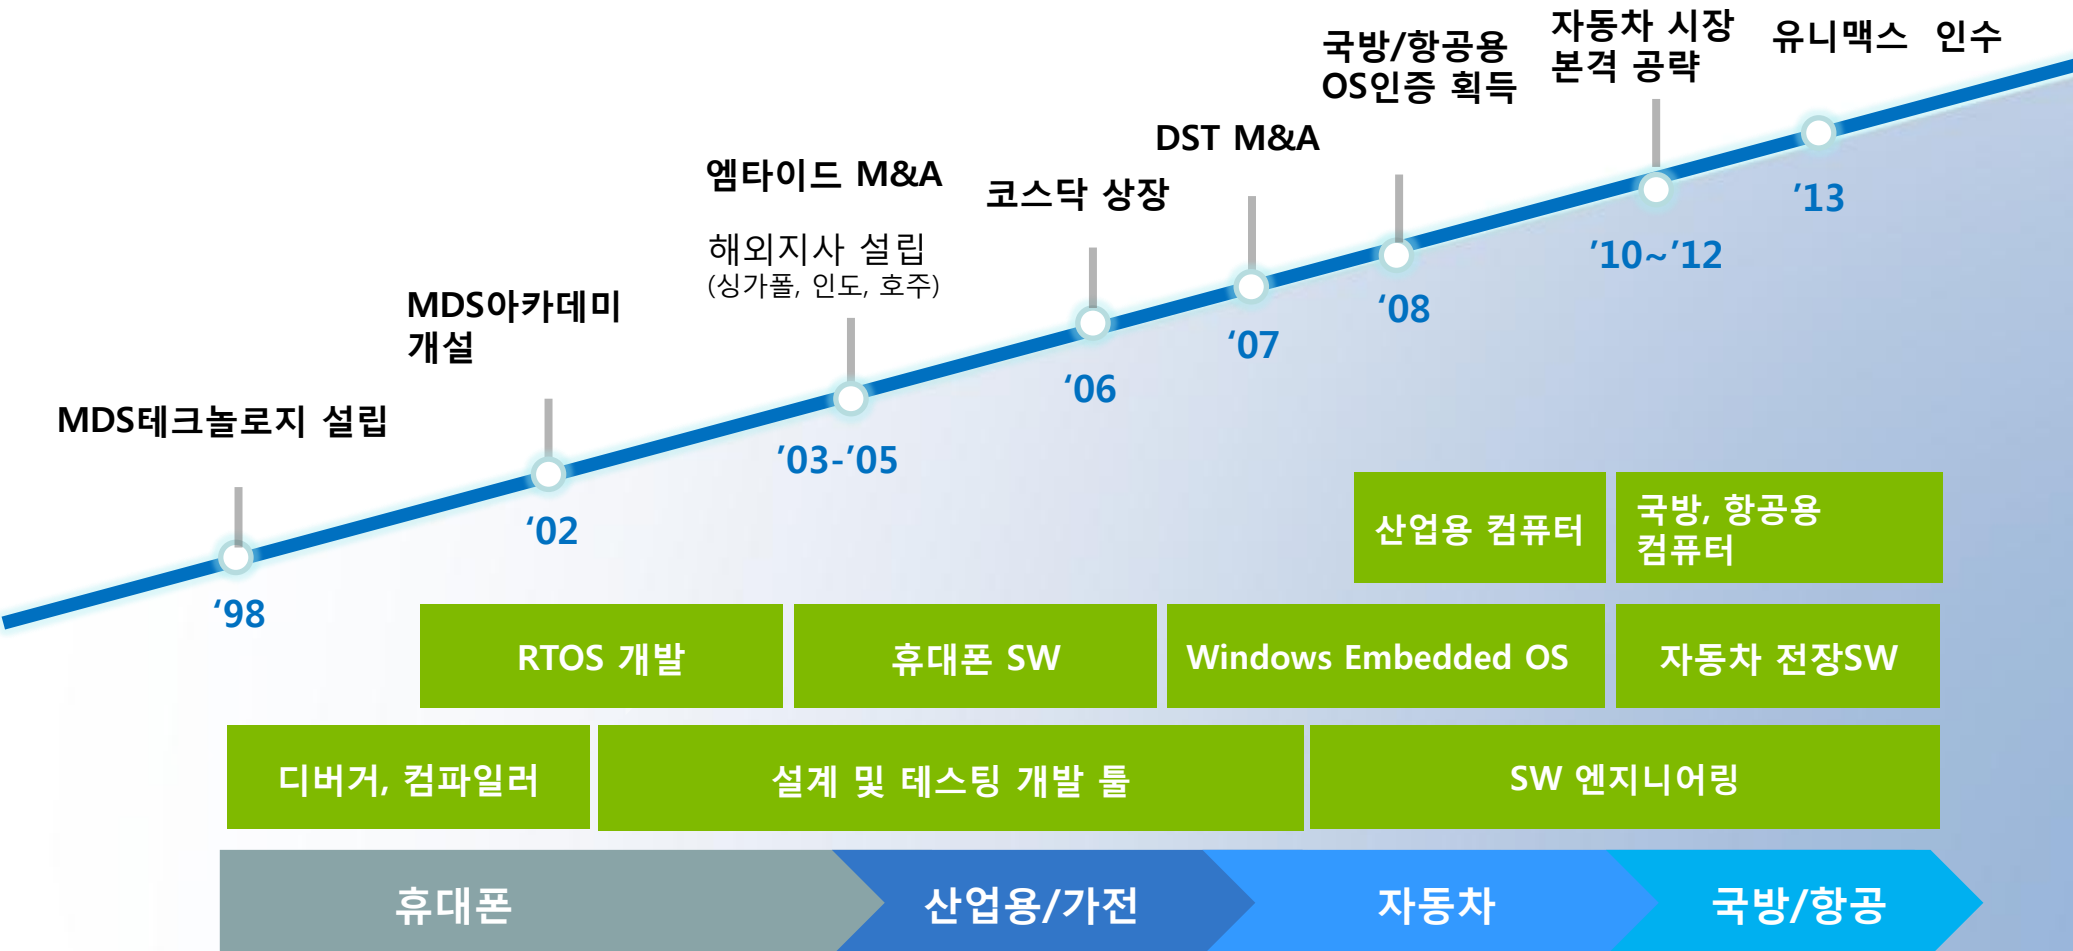 자동차 시장
본격 공략
유니맥스 인수
국방/항공용
OS인증 획득
DST M&A
엠타이드 M&A
코스닥 상장
해외지사 설립
(싱가폴, 인도, 호주)
MDS아카데미
개설
MDS테크놀로지 설립
‘98
‘02
’03-’05
‘06
‘07
‘08
’10~’12
’13
산업용 컴퓨터
국방, 항공용
컴퓨터
RTOS 개발
휴대폰 SW
Windows Embedded OS
자동차 전장SW
디버거, 컴파일러
설계 및 테스팅 개발 툴
SW 엔지니어링
휴대폰
산업용/가전
자동차
국방/항공